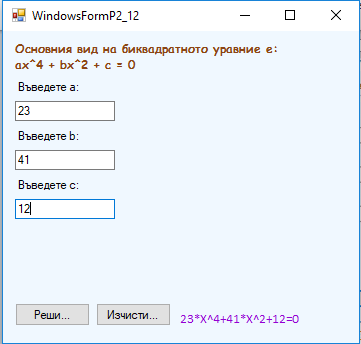 WindowsFormP2_12
Основния вид на биквадратното уравние е:
ax^4 + bx^2 + c = 0
Въведете a:
23
Въведете b:
41
Въведете c:
12
Реши...
Изчисти...
23*X^4+41*X^2+12=0